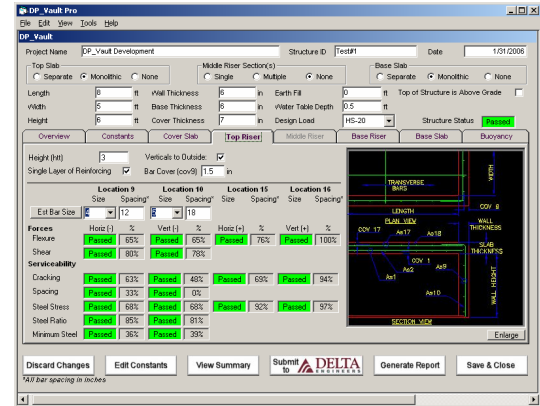 DP_Vault Pro
File Edit View Tools Help
DP_Vault
Project Name DP_Vault Development Structure ID Test#1 Date 1/31/2006
Top Slab Middle Riser Section(s) Base Slab
Separate Monolithic None Single Multiple None Separate Monolithic None
Length 8 ft Wall Thickness 6 in Earth Fill 0 ft Top of Structure is Above Grade
Width 5 ft Base Thickness 6 in Water Table Depth 0.5 ft
Height 6 ft Cover Thickness 7 in Design Load HS-20 Structure Status Passed
Overview Constants Cover Slab Top Riser Middle Riser Base Riser Base Slab Buoyancy
Height (htt) 3 Verticals to Outside:
Single Layer of Reinforcing Bar Cover (cov9) 1.5 in
Location 9 Location 10 Location 15 Location 16
Size Spacing* Size Spacing* Size Spacing* Size Spacing*
Est Bar Size 4 12 5 18
Forces Horiz (-) % Vert (-) % Horiz (+) % Vert (+) %
Flexure Passed 65% Passed 65% Passed 76% Passed 100%
Shear Passed 80% Passed 78%
Serviceability
Cracking Passed 63% Passed 48% Passed 69% Passed 94%
Spacing Passed 33% Passed 0%
Steel Stress Passed 68% Passed 68% Passed 92% Passed 97%
Steel Ratio Passed 85% Passed 81%
Minimum Steel Passed 36% Passed 39%
TRANSVERSE
BARS
WIDTH
LENGTH
COV 9
PLAN VIEW
WALL
THICKNESS
COV 17 As17 As18
SLAB
THICKNESS
COV 1
As2 As9
As1
As10
WALL HEIGHT
SECTION VIEW
Enlarge
Discard Changes Edit Constants View Summary Submit to DELTA ENGINEERS Generate Report Save & Close
*All bar spacing in inches